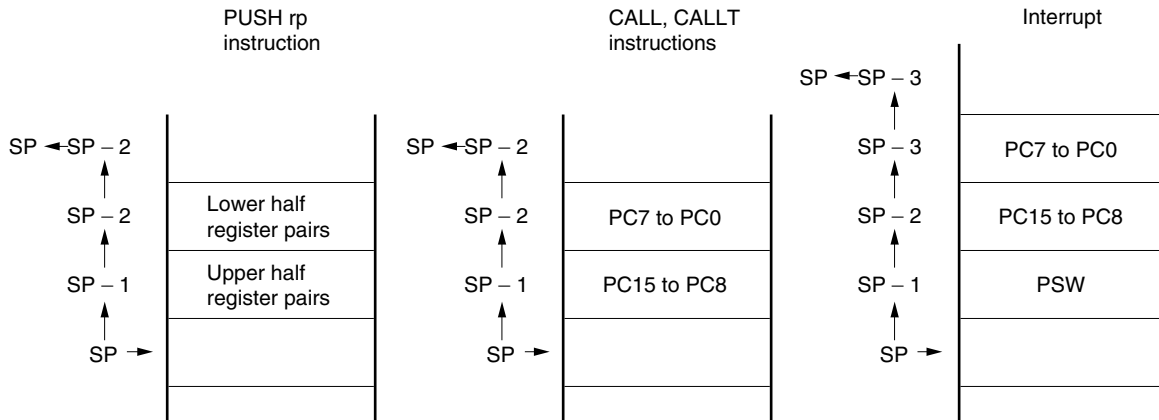 PUSH rp
instruction
SP ← SP – 2
SP – 2
Lower half
register pairs
SP – 1
Upper half
register pairs
SP →
CALL, CALLT
instructions
SP ← SP – 2
SP – 2
PC7 to PC0
SP – 1
PC15 to PC8
SP →
Interrupt
SP ← SP – 3
SP – 3
PC7 to PC0
SP – 2
PC15 to PC8
SP – 1
PSW
SP →